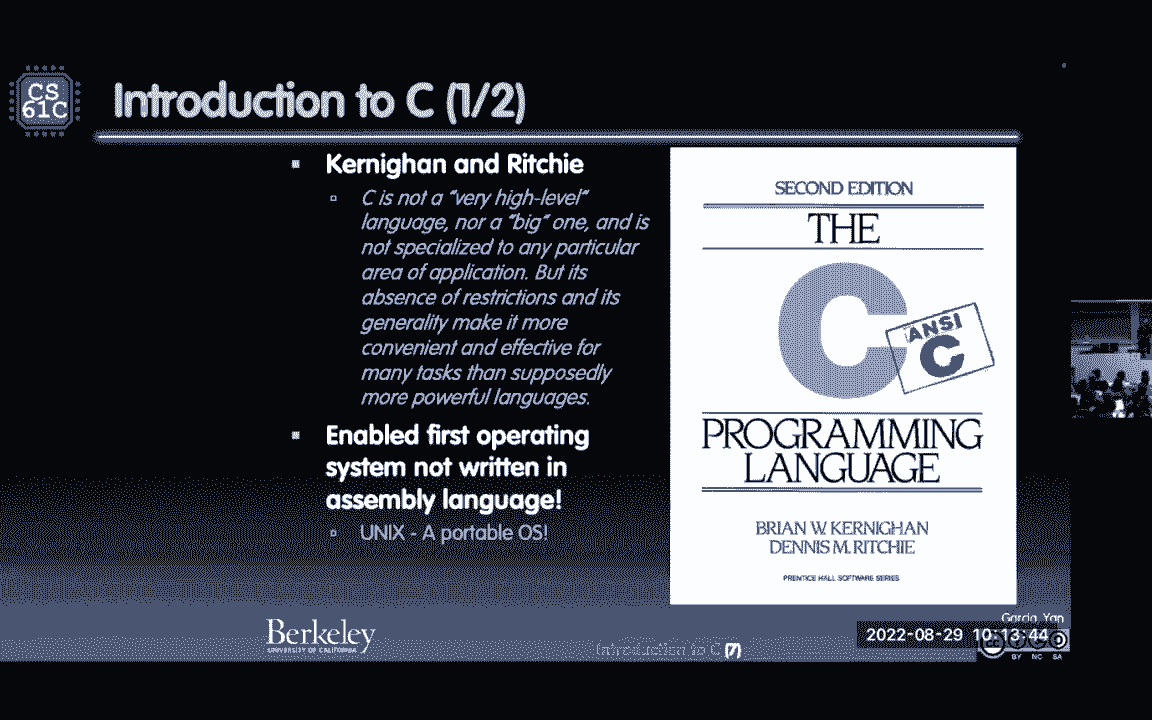 CS
61C
Introduction to C (1/2)
Kernighan and Ritchie
C is not a "very high-level"
language, nor a "big" one, and is
not specialized to any particular
area of application. But its
absence of restrictions and its
generality make it more
convenient and effective for
many tasks than supposedly
more powerful languages.
Enabled first operating
system not written in
assembly language!
UNIX - A portable OS!
SECOND EDITION
THE
C
ANSI
C
PROGRAMMING
LANGUAGE
BRIAN W. KERNIGHAN
DENNIS M. RITCHIE
PRENTICE HALL SOFTWARE SERIES
Berkeley
UNIVERSITY OF CALIFORNIA
Introduction to C (7)
Garcia, Yan
2022-08-29 10:13:44
BY NC SA